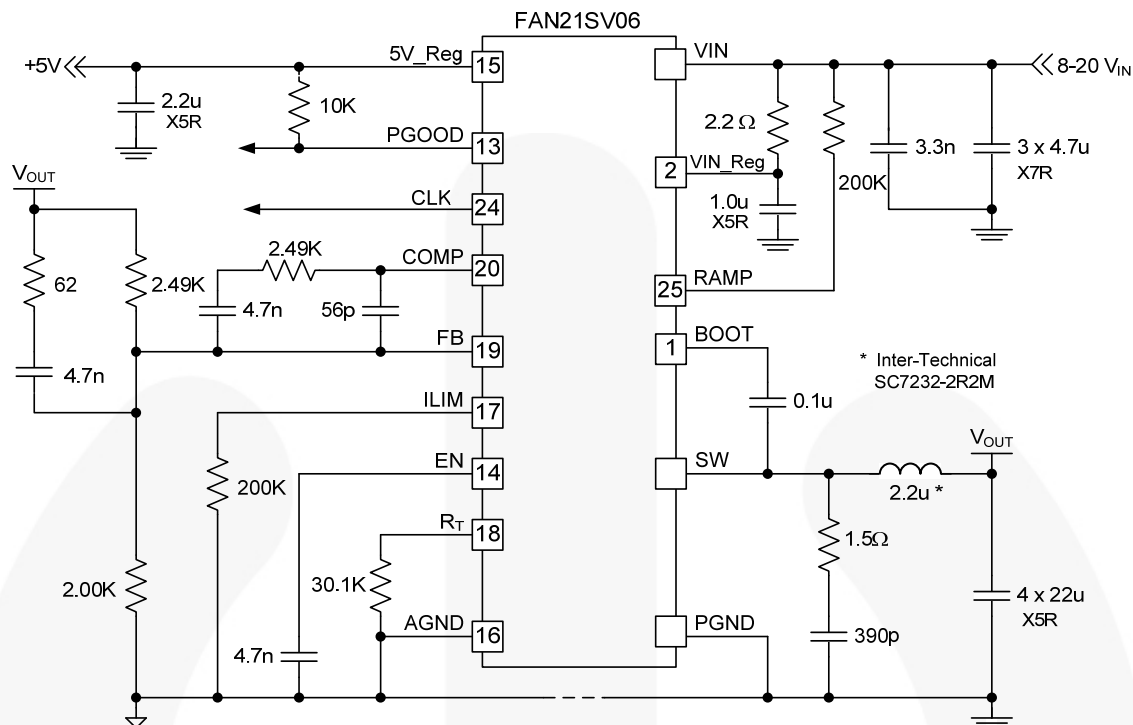 FAN21SV06
+5V
5V_Reg
15
VIN
8-20 VIN
2.2u
X5R
10K
PGOOD
13
2.2 Ω
200K
3.3n
3 x 4.7u
X7R
2
VIN_Reg
1.0u
X5R
VOUT
CLK
24
62
2.49K
2.49K
COMP
20
4.7n
56p
25
RAMP
FB
19
1
BOOT
4.7n
* Inter-Technical
SC7232-2R2M
0.1u
ILIM
17
200K
EN
14
SW
VOUT
2.2u *
RT
18
1.5Ω
30.1K
2.00K
4 x 22u
X5R
AGND
16
PGND
390p
4.7n